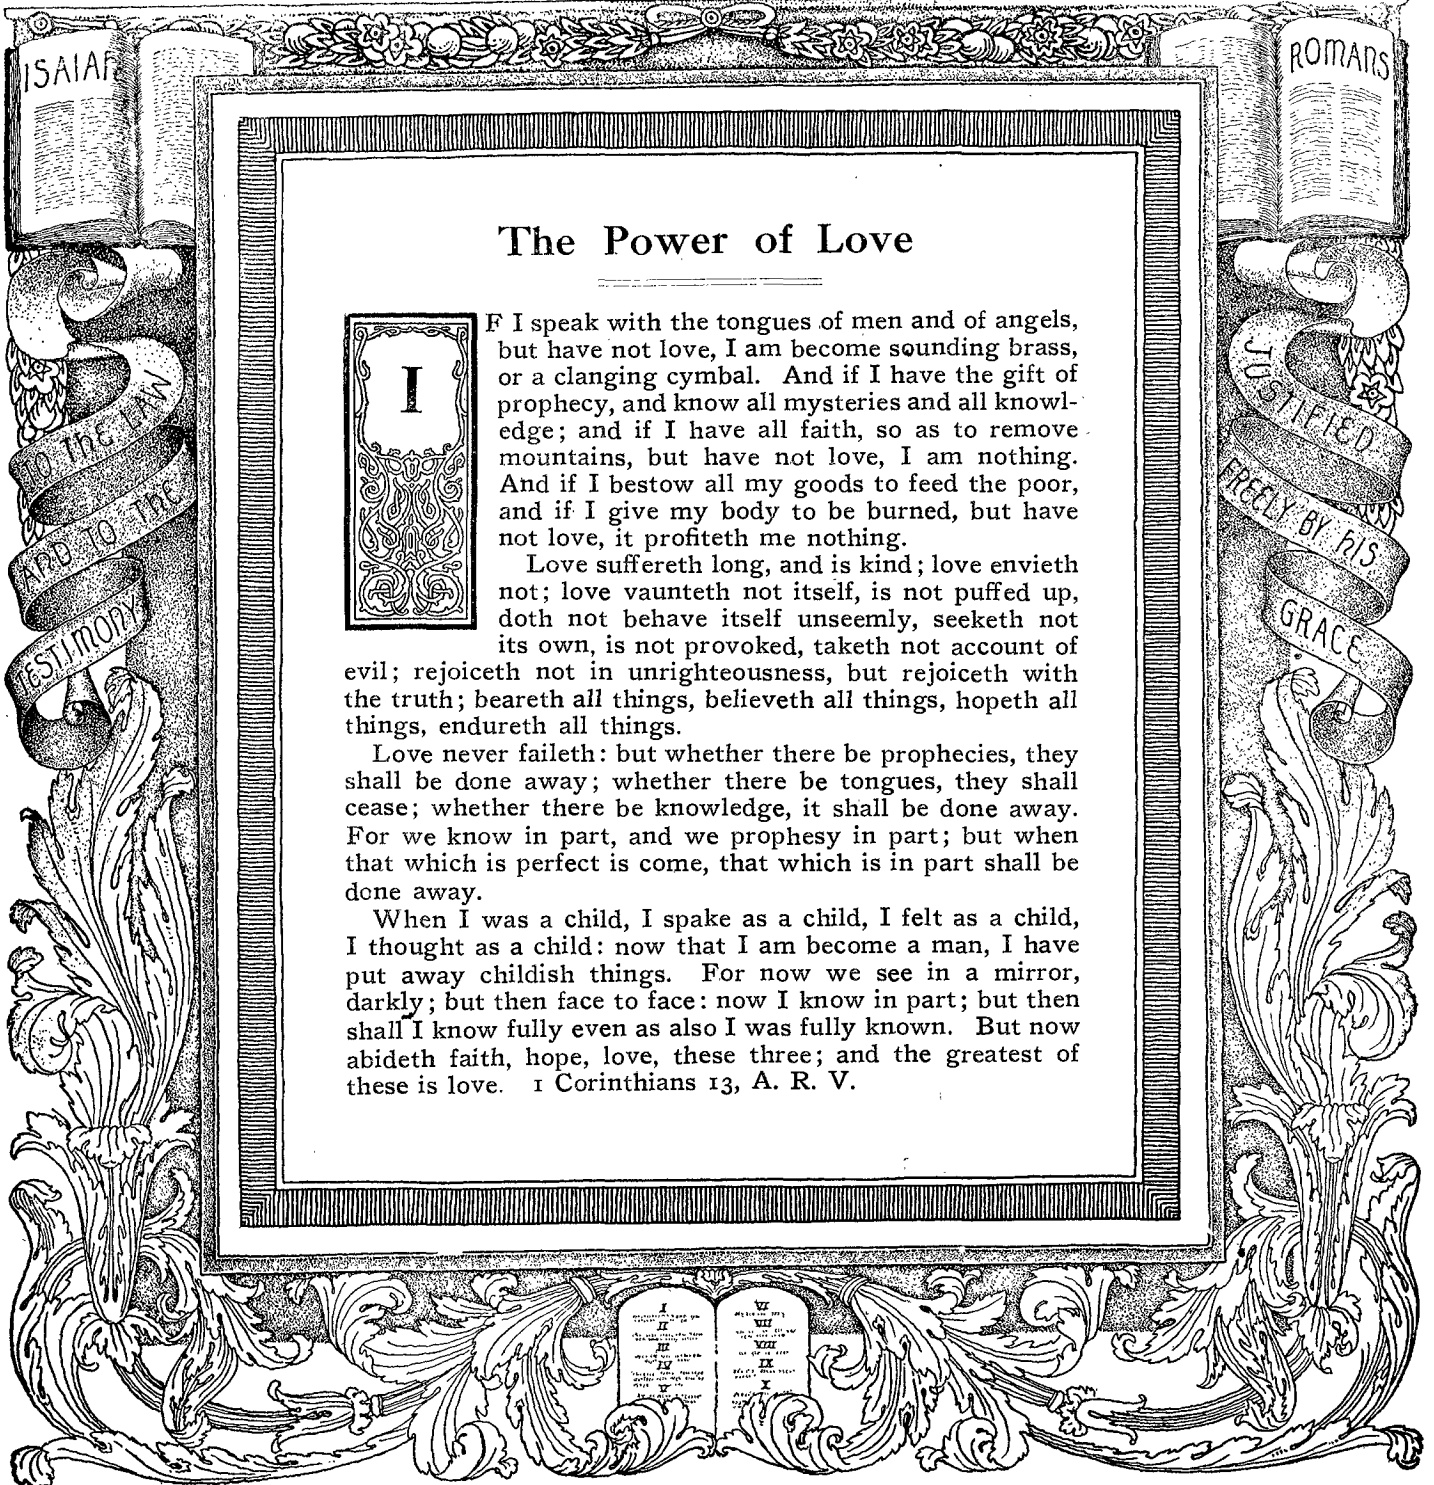 ISAIAH
ROMANS
TO THE LAW
AND TO THE
TESTIMONY
JUSTIFIED
FREELY BY HIS
GRACE
The Power of Love
IF I speak with the tongues of men and of angels,
but have not love, I am become sounding brass,
or a clanging cymbal. And if I have the gift of
prophecy, and know all mysteries and all knowl-
edge; and if I have all faith, so as to remove
mountains, but have not love, I am nothing.
And if I bestow all my goods to feed the poor,
and if I give my body to be burned, but have
not love, it profiteth me nothing.
Love suffereth long, and is kind; love envieth
not; love vaunteth not itself, is not puffed up,
doth not behave itself unseemly, seeketh not
its own, is not provoked, taketh not account of
evil; rejoiceth not in unrighteousness, but rejoiceth with
the truth; beareth all things, believeth all things, hopeth all
things, endureth all things.
Love never faileth: but whether there be prophecies, they
shall be done away; whether there be tongues, they shall
cease; whether there be knowledge, it shall be done away.
For we know in part, and we prophesy in part; but when
that which is perfect is come, that which is in part shall be
done away.
When I was a child, I spake as a child, I felt as a child,
I thought as a child: now that I am become a man, I have
put away childish things. For now we see in a mirror,
darkly; but then face to face: now I know in part; but then
shall I know fully even as also I was fully known. But now
abideth faith, hope, love, these three; and the greatest of
these is love. 1 Corinthians 13, A. R. V.
I
II
III
IV
V
VI
VII
VIII
IX
X